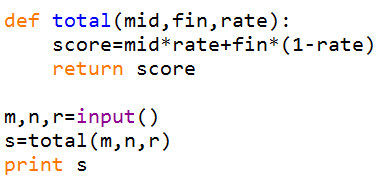 def total(mid,fin,rate):
    score=mid*rate+fin*(1-rate)
    return score

m,n,r=input()
s=total(m,n,r)
print s